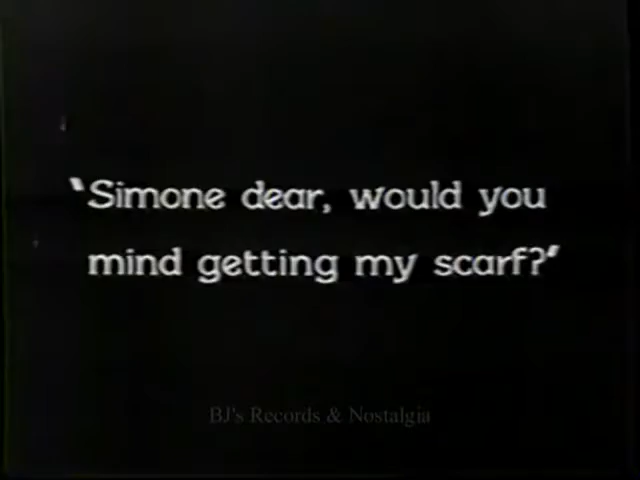 "Simone dear, would you
mind getting my scarf?"
BJ's Records & Nostalgia